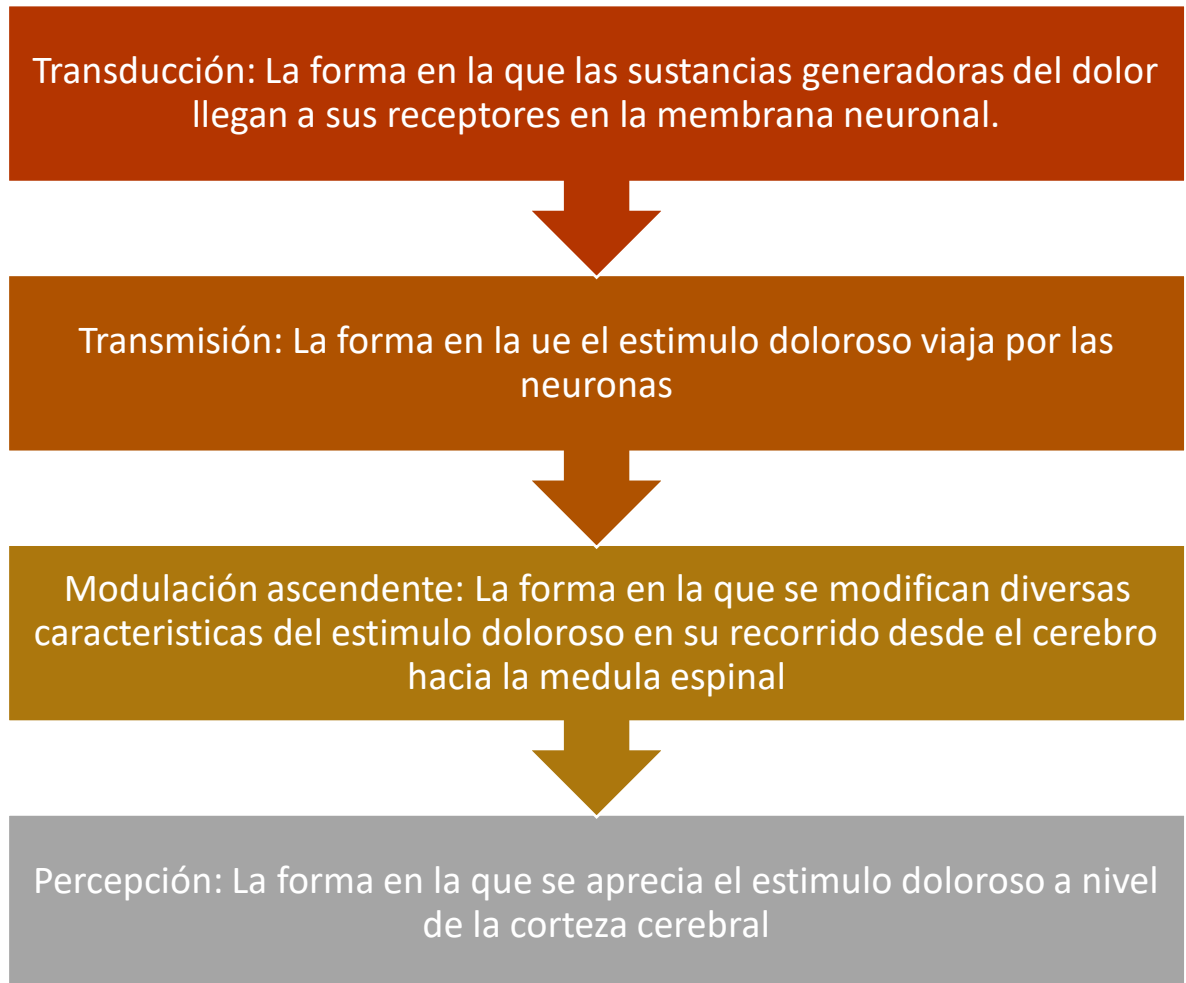 Transducción: La forma en la que las sustancias generadoras del dolor
llegan a sus receptores en la membrana neuronal.
Transmisión: La forma en la ue el estimulo doloroso viaja por las
neuronas
Modulación ascendente: La forma en la que se modifican diversas
caracteristicas del estimulo doloroso en su recorrido desde el cerebro
hacia la medula espinal
Percepción: La forma en la que se aprecia el estimulo doloroso a nivel
de la corteza cerebral